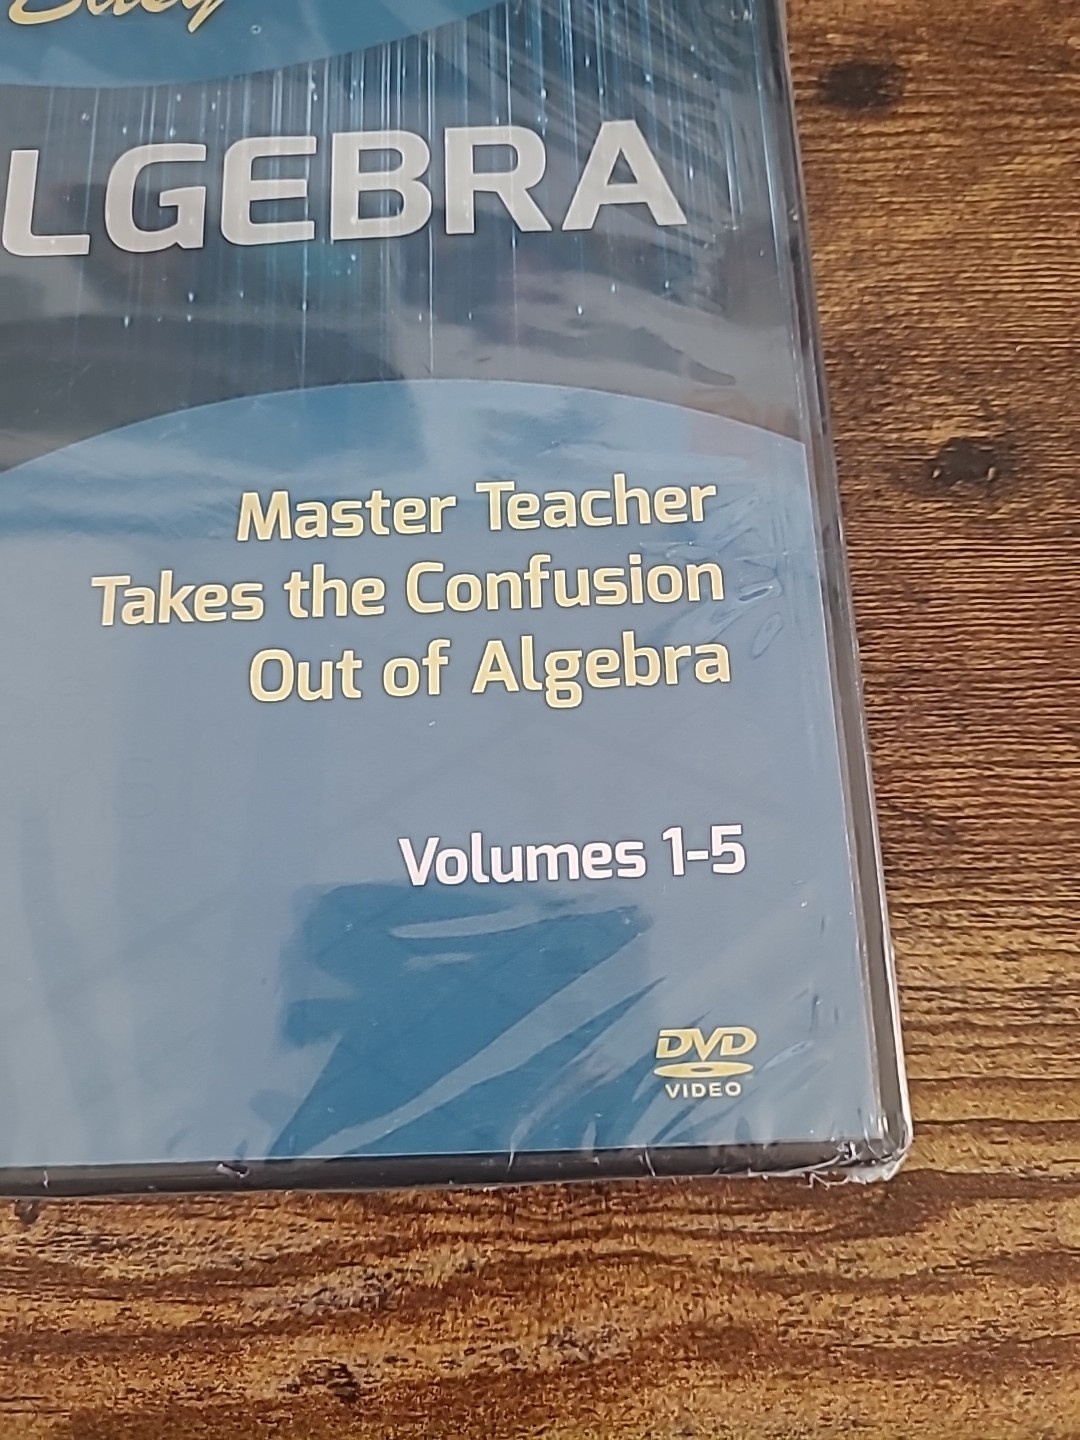 LGEBRA
Master Teacher
Takes the Confusion
Out of Algebra
Volumes 1-5
DVD
VIDEO